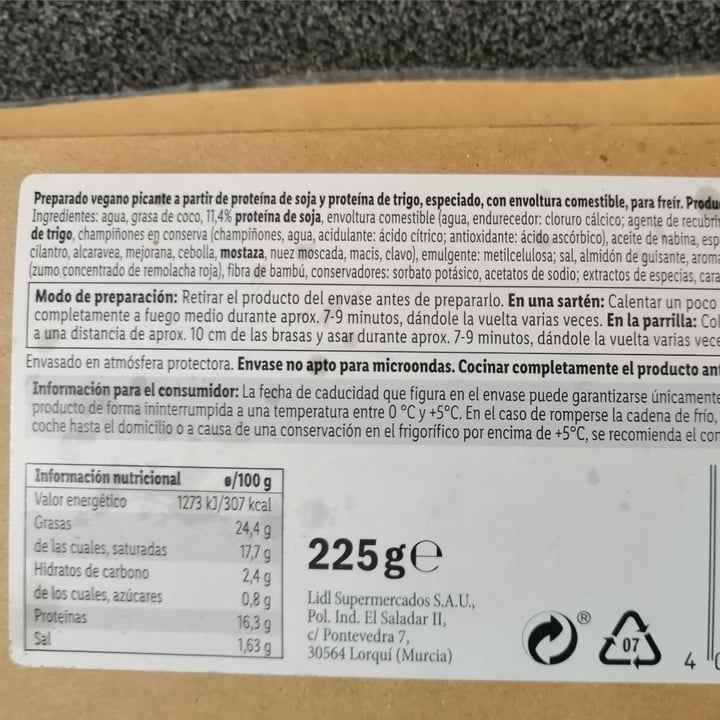 Preparado vegano picante a partir de proteína de soja y proteína de trigo, especiado, con envoltura comestible, para freír. Produ
Ingredientes: agua, grasa de coco, 11,4% proteína de soja, envoltura comestible (agua, endurecedor: cloruro cálcico; agente de recubri
de trigo, champiñones en conserva (champiñones, agua, acidulante: ácido cítrico; antioxidante: ácido ascórbico), aceite de nabina, esp
cilantro, alcaravea, mejorana, cebolla, mostaza, nuez moscada, macis, clavo), emulgente: metilcelulosa; sal, almidón de guisante, aroma
(zumo concentrado de remolacha roja), fibra de bambú, conservadores: sorbato potásico, acetatos de sodio; extractos de especias, cara
Modo de preparación: Retirar el producto del envase antes de prepararlo. En una sartén: Calentar un poco
completamente a fuego medio durante aprox. 7-9 minutos, dándole la vuelta varias veces. En la parrilla: Col
a una distancia de aprox. 10 cm de las brasas y asar durante aprox. 7-9 minutos, dándole la vuelta varias vece
Envasado en atmósfera protectora. Envase no apto para microondas. Cocinar completamente el producto ant
Información para el consumidor: La fecha de caducidad que figura en el envase puede garantizarse únicamente
producto de forma ininterrumpida a una temperatura entre 0 °C y +5°C. En el caso de romperse la cadena de frío,
coche hasta el domicilio o a causa de una conservación en el frigorífico por encima de +5°C, se recomienda el con
Información nutricional ø/100 g
Valor energético 1273 kJ/307 kcal
Grasas 24,4 g
de las cuales, saturadas 17,7 g
Hidratos de carbono 2,4 g
de los cuales, azúcares 0,8 g
Proteínas 16,3 g
Sal 1,63 g
225 g e
Lidl Supermercados S.A.U.,
Pol. Ind. El Saladar II,
c/ Pontevedra 7,
30564 Lorquí (Murcia)
®
07
4